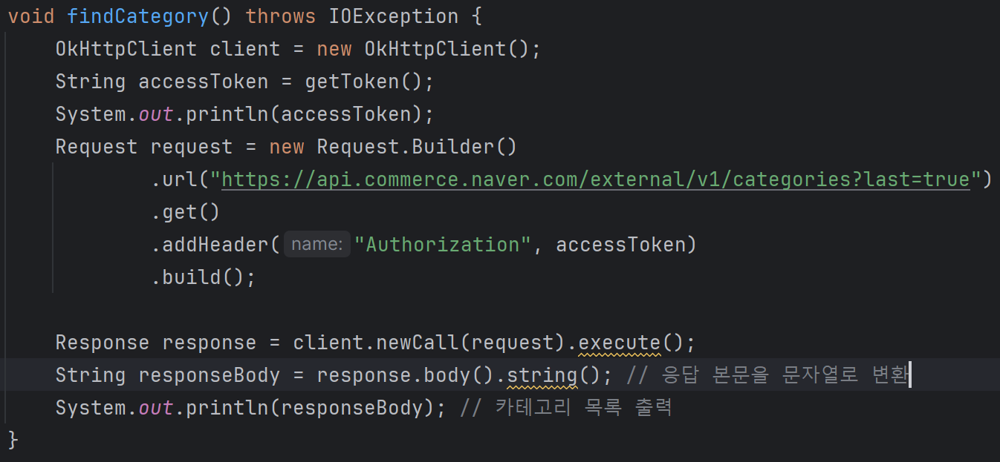 void findCategory() throws IOException {
OkHttpClient client = new OkHttpClient();
String accessToken = getToken();
System.out.println(accessToken);
Request request = new Request.Builder()
.url("https://api.commerce.naver.com/external/v1/categories?last=true")
.get()
.addHeader( name: "Authorization", accessToken)
.build();
Response response = client.newCall(request).execute();
String responseBody = response.body().string(); // 응답 본문을 문자열로 변환
System.out.println(responseBody); // 카테고리 목록 출력
}